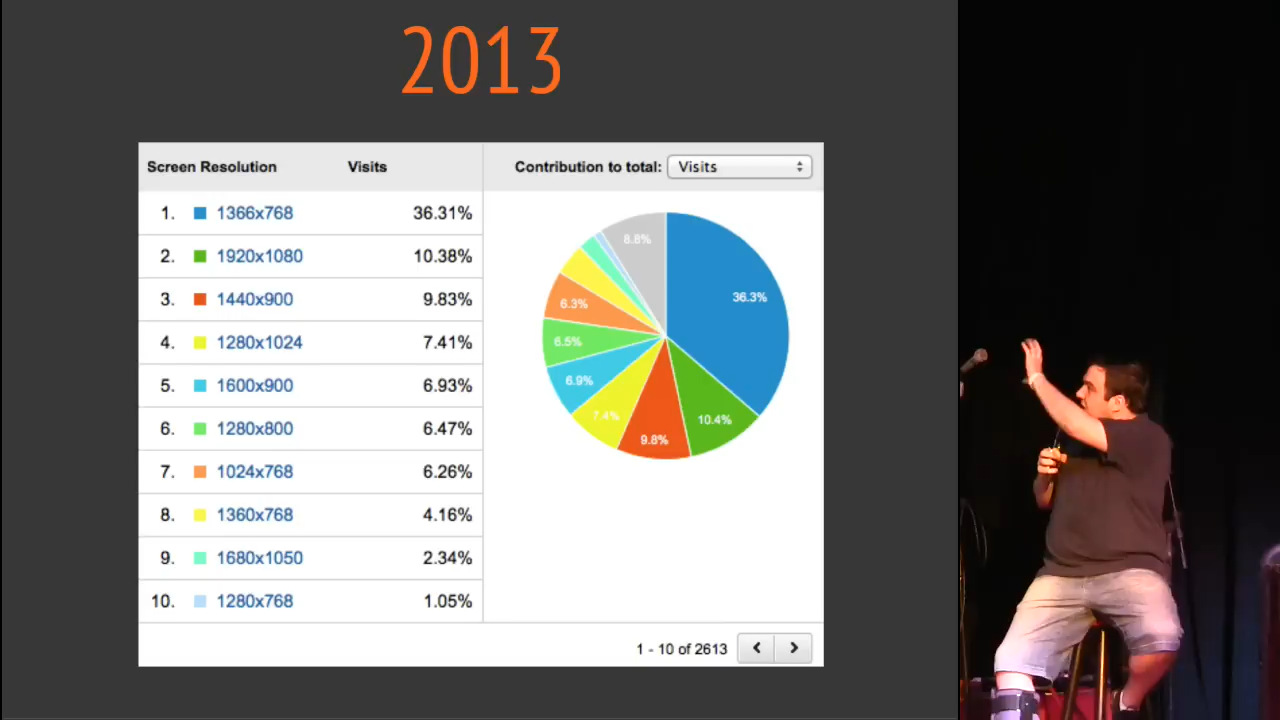 2013
Screen Resolution Visits Contribution to total: Visits
1. 1366x768 36.31%
2. 1920x1080 10.38%
3. 1440x900 9.83%
4. 1280x1024 7.41%
5. 1600x900 6.93%
6. 1280x800 6.47%
7. 1024x768 6.26%
8. 1360x768 4.16%
9. 1680x1050 2.34%
10. 1280x768 1.05%
8.8%
36.3%
6.3%
6.5%
6.9%
7.4%
10.4%
9.8%
1 - 10 of 2613